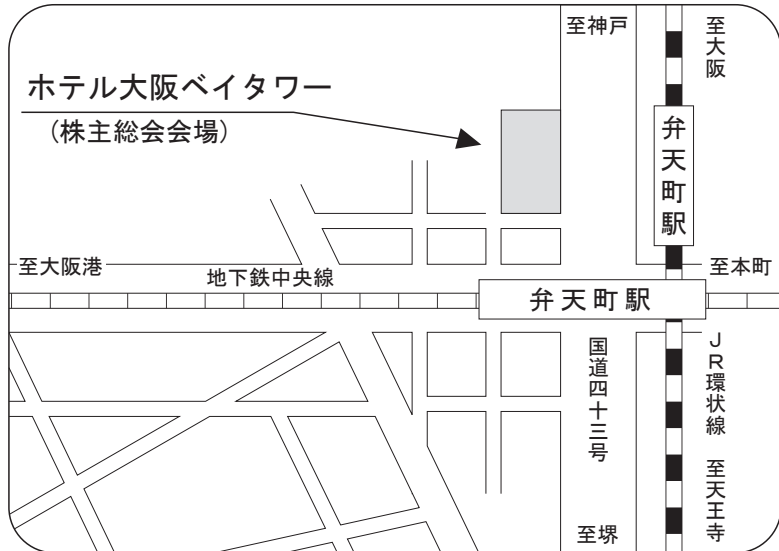 至神戸
至大阪
ホテル大阪ベイタワー
（株主総会会場）
弁天町駅
至大阪港
地下鉄中央線
至本町
弁天町駅
国道四十三号
JR環状線
至天王寺
至堺